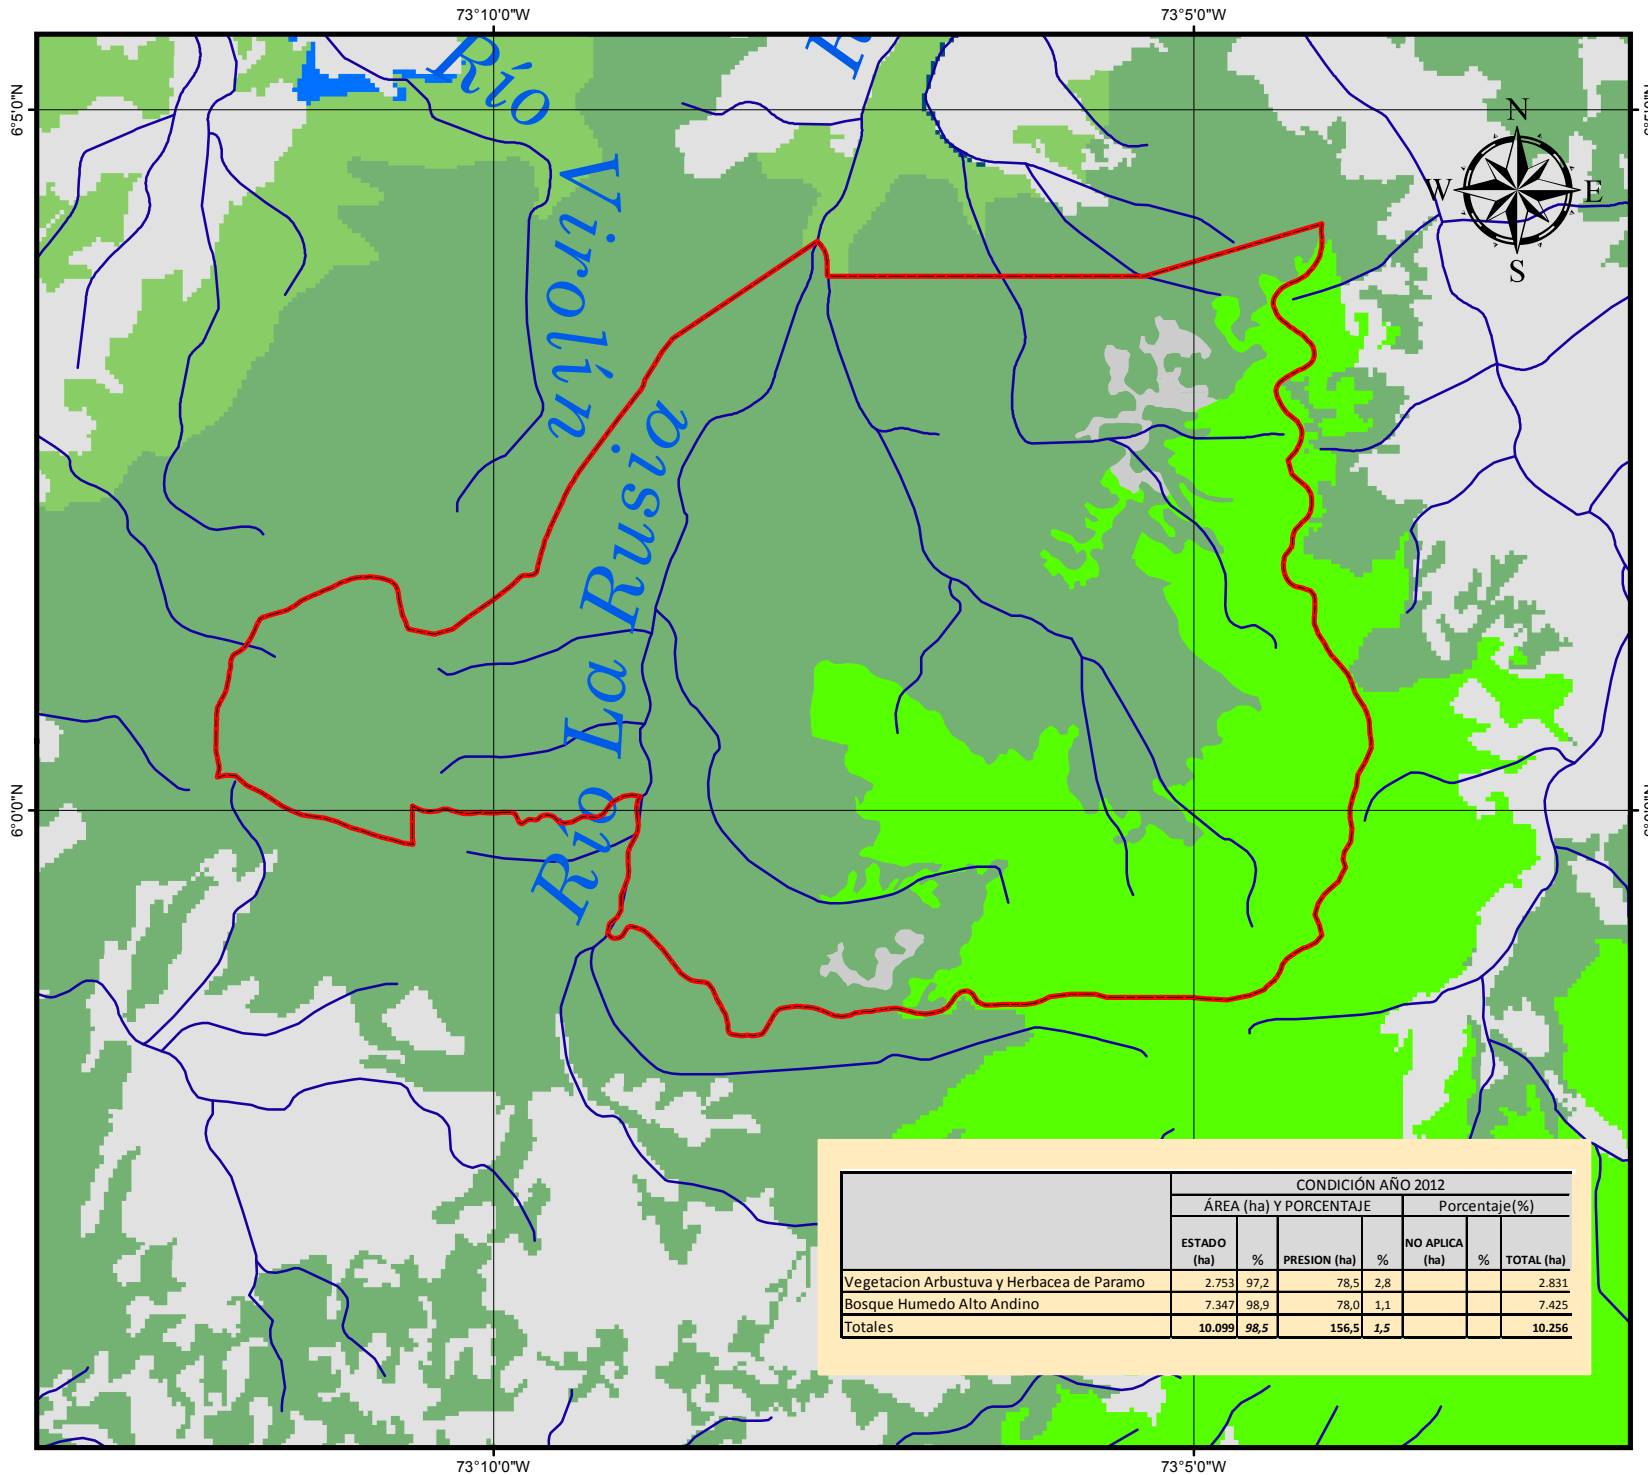 73°10'0"W 73°5'0"W
6°5'0"N
Río
Virolín
N
W E
S
Río La Rusia
6°0'0"N
CONDICIÓN AÑO 2012
ÁREA (ha) Y PORCENTAJE Porcentaje(%)
ESTADO (ha) % PRESION (ha) % NO APLICA (ha) % TOTAL (ha)
Vegetacion Arbustuva y Herbacea de Paramo 2.753 97,2 78,5 2,8 2.831
Bosque Humedo Alto Andino 7.347 98,9 78,0 1,1 7.425
Totales 10.099 98,5 156,5 1,5 10.256
73°10'0"W 73°5'0"W